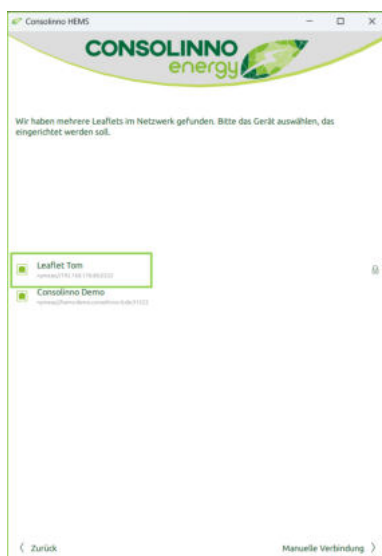 Consolinno HEMS
CONSOLINNO
energy
Wir haben mehrere Leaflets im Netzwerk gefunden. Bitte das Gerät auswählen, das
eingerichtet werden soll.
Leaflet Tom
Consolinno Demo
Zurück
Manuelle Verbindung